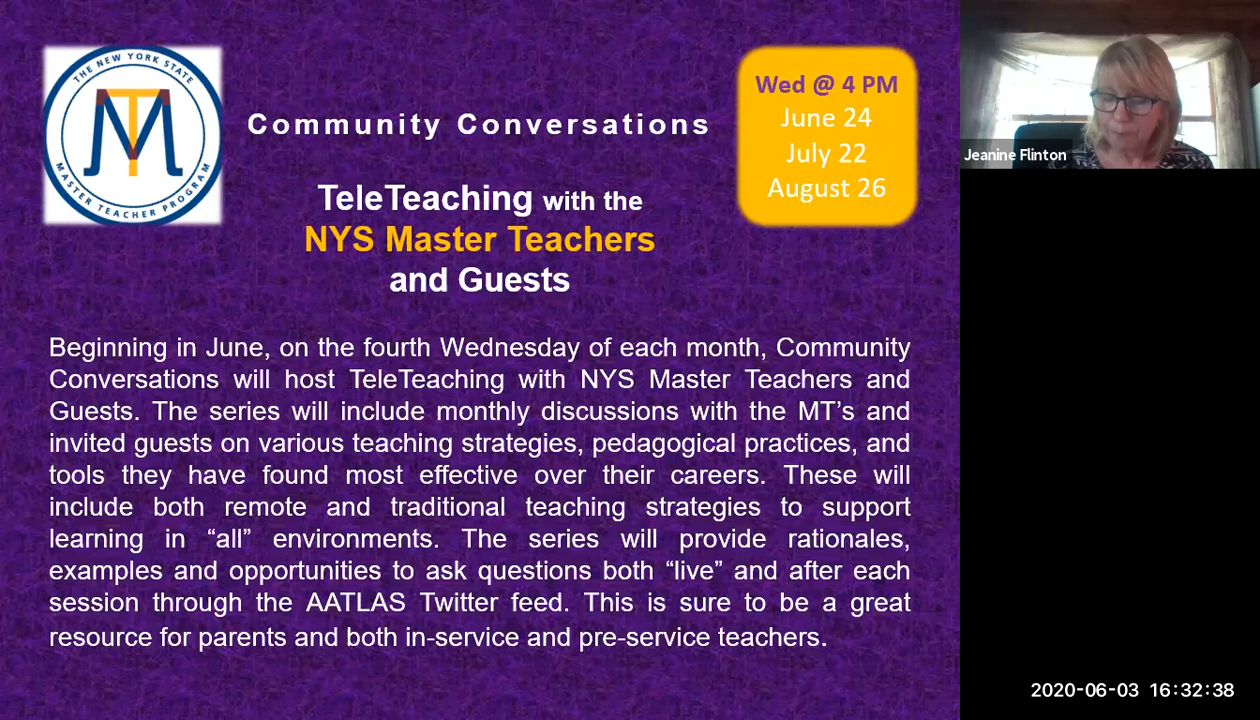 THE NEW YORK STATE
MT
MASTER TEACHER PROGRAM
Community Conversations
TeleTeaching with the
NYS Master Teachers
and Guests
Wed @ 4 PM
June 24
July 22
August 26
Jeanine Flinton
Beginning in June, on the fourth Wednesday of each month, Community
Conversations will host TeleTeaching with NYS Master Teachers and
Guests. The series will include monthly discussions with the MT’s and
invited guests on various teaching strategies, pedagogical practices, and
tools they have found most effective over their careers. These will
include both remote and traditional teaching strategies to support
learning in “all” environments. The series will provide rationales,
examples and opportunities to ask questions both “live” and after each
session through the AATLAS Twitter feed. This is sure to be a great
resource for parents and both in-service and pre-service teachers.
2020-06-03 16:32:38